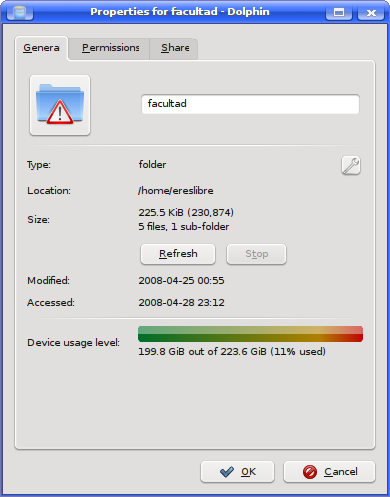 Properties for facultad - Dolphin
Genera Permissions Share
facultad
Type: folder
Location: /home/ereslibre
Size: 225.5 KiB (230,874)
5 files, 1 sub-folder
Refresh Stop
Modified: 2008-04-25 00:55
Accessed: 2008-04-28 23:12
Device usage level:
199.8 GiB out of 223.6 GiB (11% used)
OK Cancel